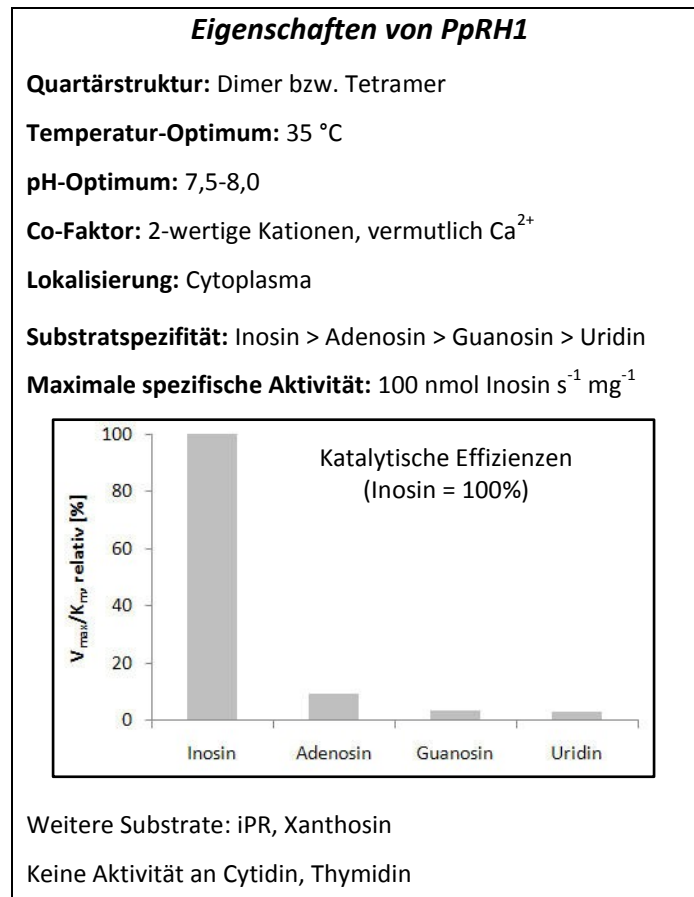 Eigenschaften von PpRH1
Quartärstruktur: Dimer bzw. Tetramer
Temperatur-Optimum: 35 °C
pH-Optimum: 7,5-8,0
Co-Faktor: 2-wertige Kationen, vermutlich Ca²⁺
Lokalisierung: Cytoplasma
Substratspezifität: Inosin > Adenosin > Guanosin > Uridin
Maximale spezifische Aktivität: 100 nmol Inosin s⁻¹ mg⁻¹
Katalytische Effizienzen
(Inosin = 100%)
Vmax/Km, relativ [%]
100
80
60
40
20
0
Inosin Adenosin Guanosin Uridin
Weitere Substrate: iPR, Xanthosin
Keine Aktivität an Cytidin, Thymidin